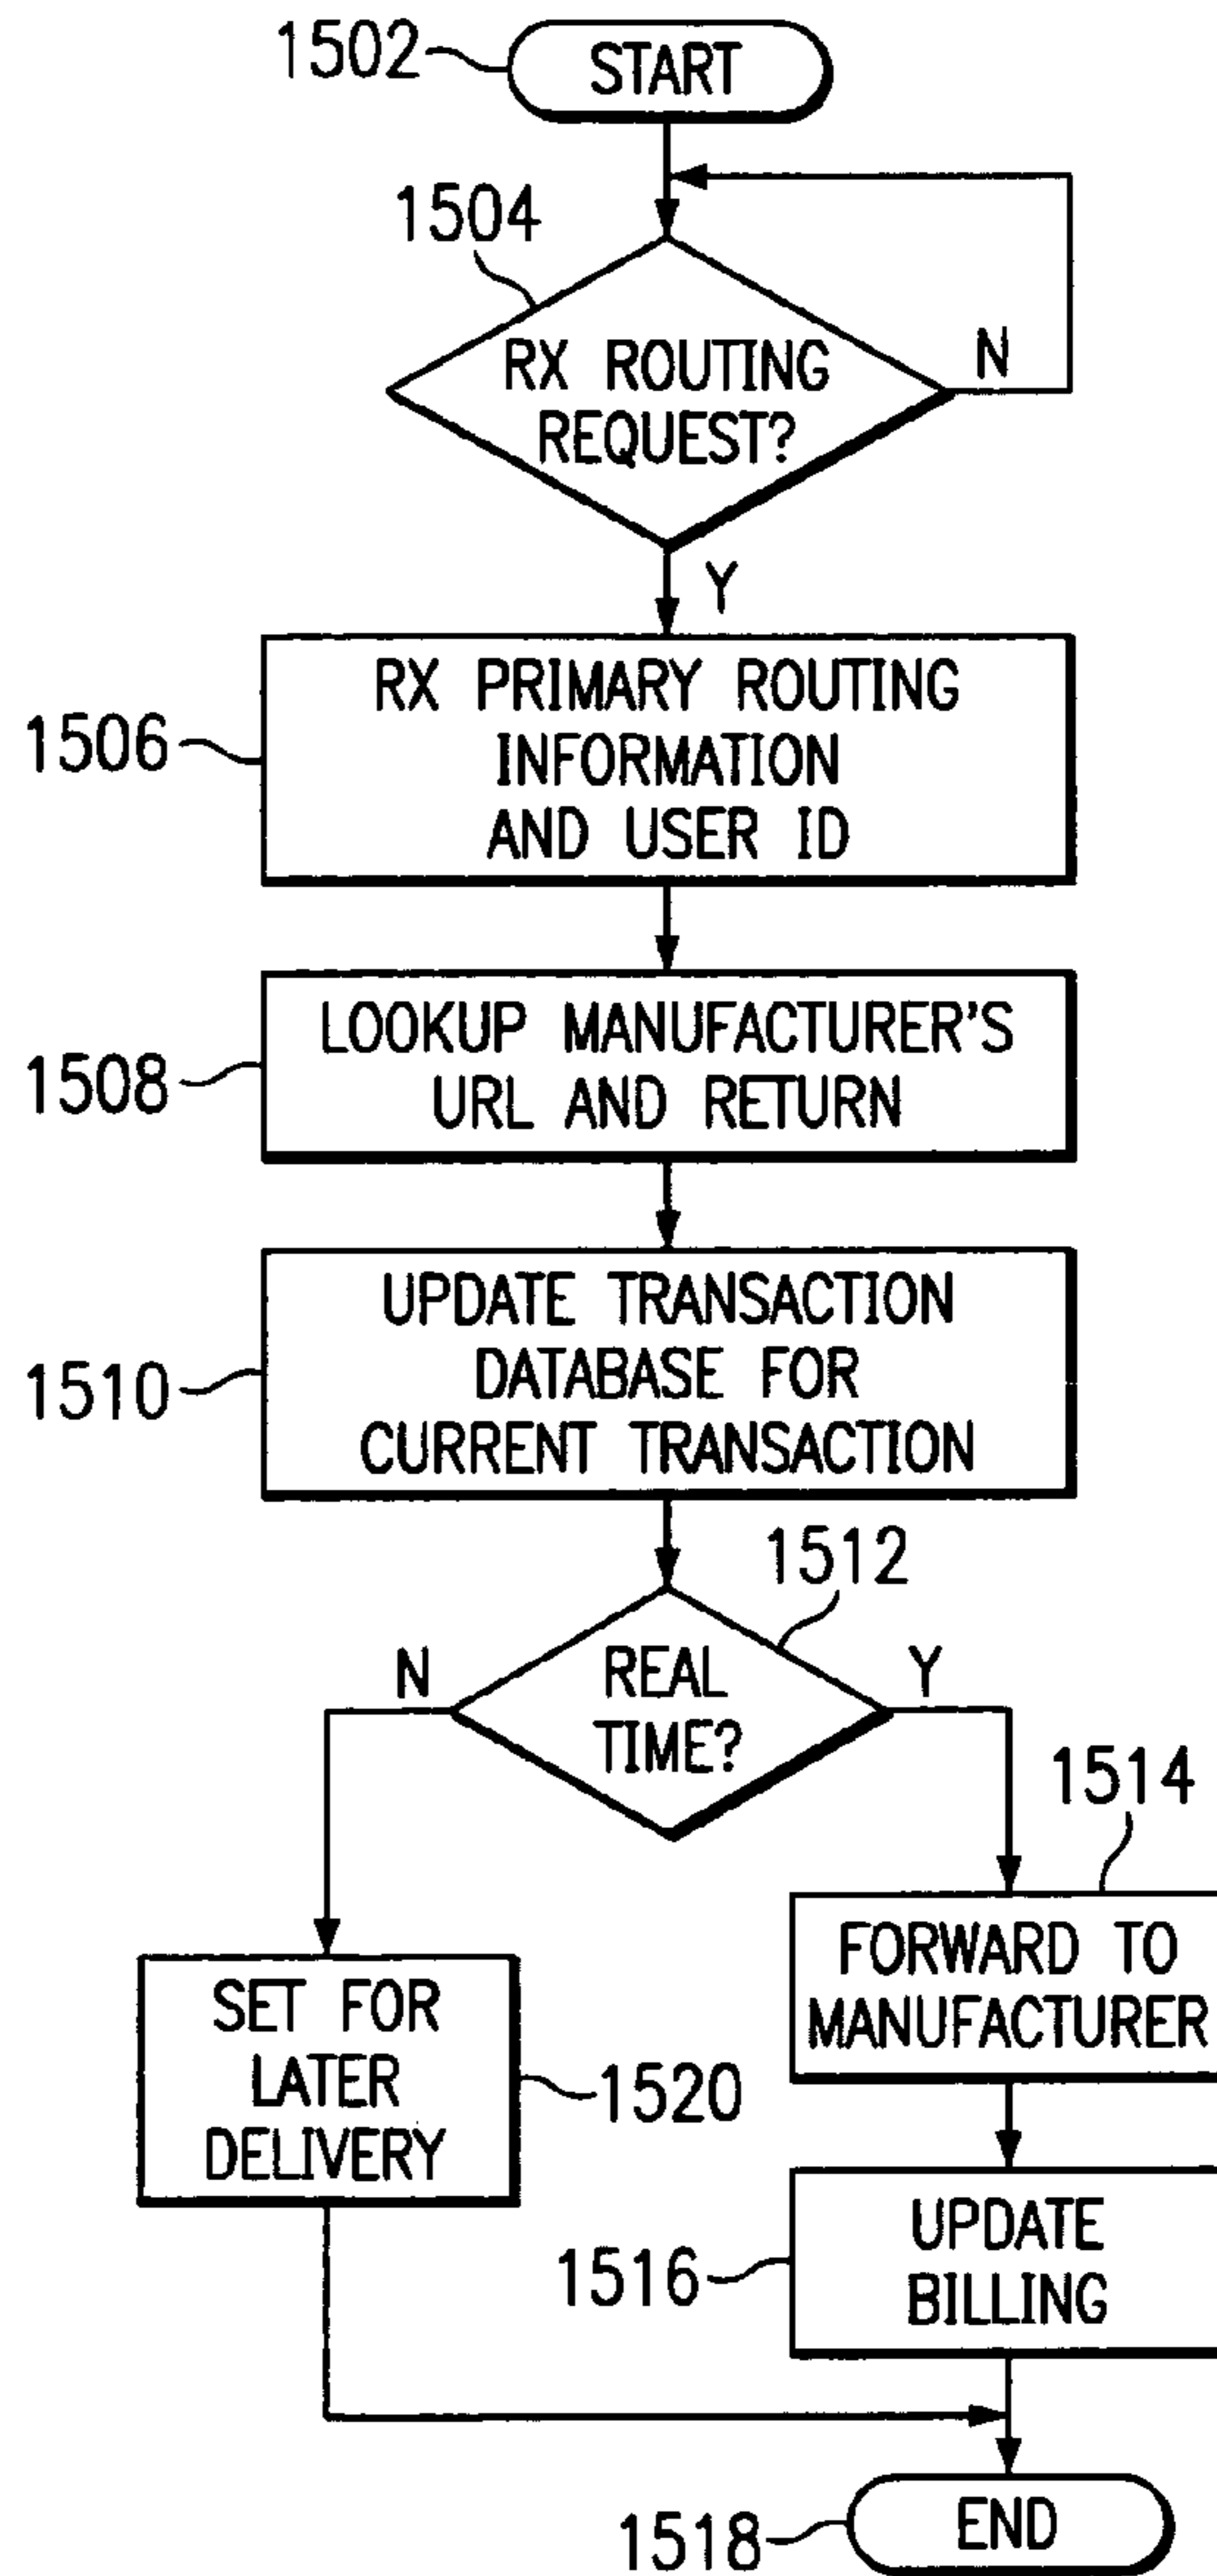 1502
START
1504
RX ROUTING
REQUEST?
N
Y
1506
RX PRIMARY ROUTING
INFORMATION
AND USER ID
1508
LOOKUP MANUFACTURER'S
URL AND RETURN
1510
UPDATE TRANSACTION
DATABASE FOR
CURRENT TRANSACTION
1512
N
REAL
TIME?
Y
1514
FORWARD TO
MANUFACTURER
SET FOR
LATER
DELIVERY
1520
1516
UPDATE
BILLING
1518
END